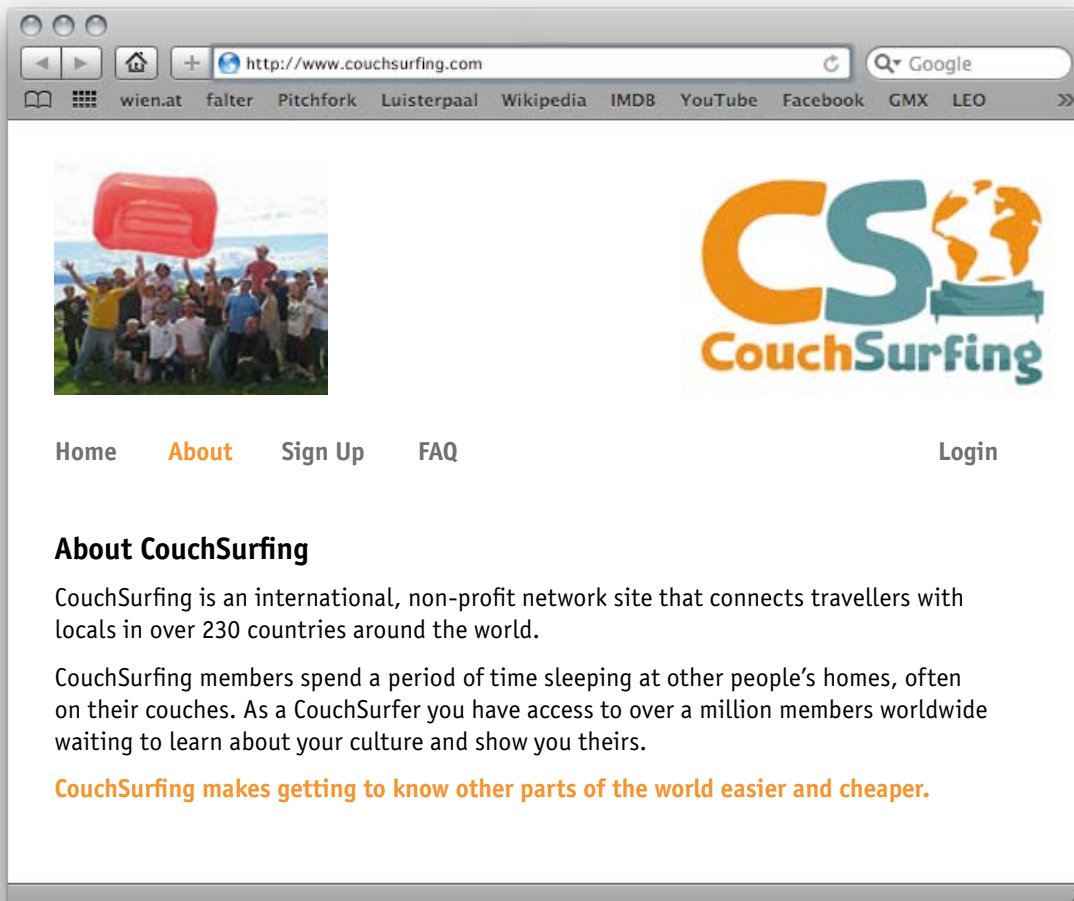 http://www.couchsurfing.com
Google
wien.at falter Pitchfork Luisterpaal Wikipedia IMDB YouTube Facebook GMX LEO
CS
CouchSurfing
Home About Sign Up FAQ Login
About CouchSurfing
CouchSurfing is an international, non-profit network site that connects travellers with
locals in over 230 countries around the world.
CouchSurfing members spend a period of time sleeping at other people’s homes, often
on their couches. As a CouchSurfer you have access to over a million members worldwide
waiting to learn about your culture and show you theirs.
CouchSurfing makes getting to know other parts of the world easier and cheaper.